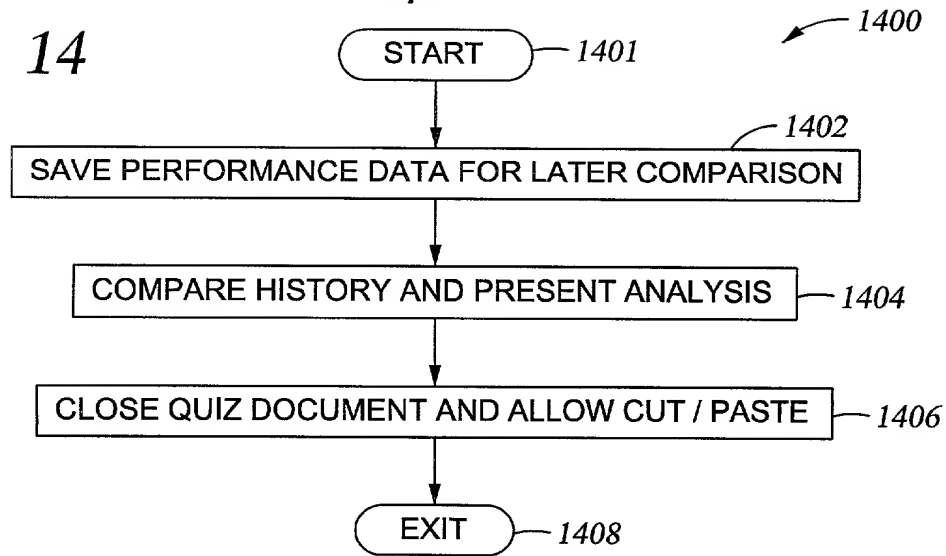 1400
14
START
1401
1402
SAVE PERFORMANCE DATA FOR LATER COMPARISON
COMPARE HISTORY AND PRESENT ANALYSIS
1404
CLOSE QUIZ DOCUMENT AND ALLOW CUT / PASTE
1406
EXIT
1408